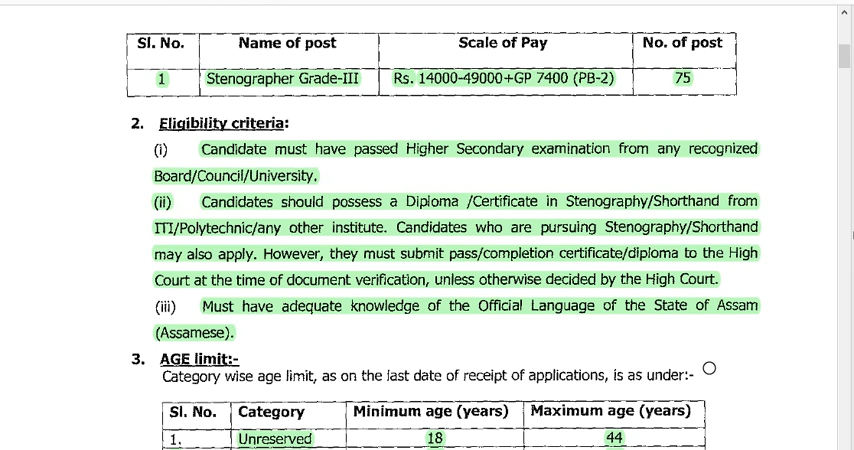 Sl. No. Name of post Scale of Pay No. of post
1 Stenographer Grade-III Rs. 14000-49000+GP 7400 (PB-2) 75
2. Eligibility criteria:
(i) Candidate must have passed Higher Secondary examination from any recognized
Board/Council/University.
(ii) Candidates should possess a Diploma /Certificate in Stenography/Shorthand from
ITI/Polytechnic/any other institute. Candidates who are pursuing Stenography/Shorthand
may also apply. However, they must submit pass/completion certificate/diploma to the High
Court at the time of document verification, unless otherwise decided by the High Court.
(iii) Must have adequate knowledge of the Official Language of the State of Assam
(Assamese).
3. AGE limit:-
Category wise age limit, as on the last date of receipt of applications, is as under:-
Sl. No. Category Minimum age (years) Maximum age (years)
1. Unreserved 18 44